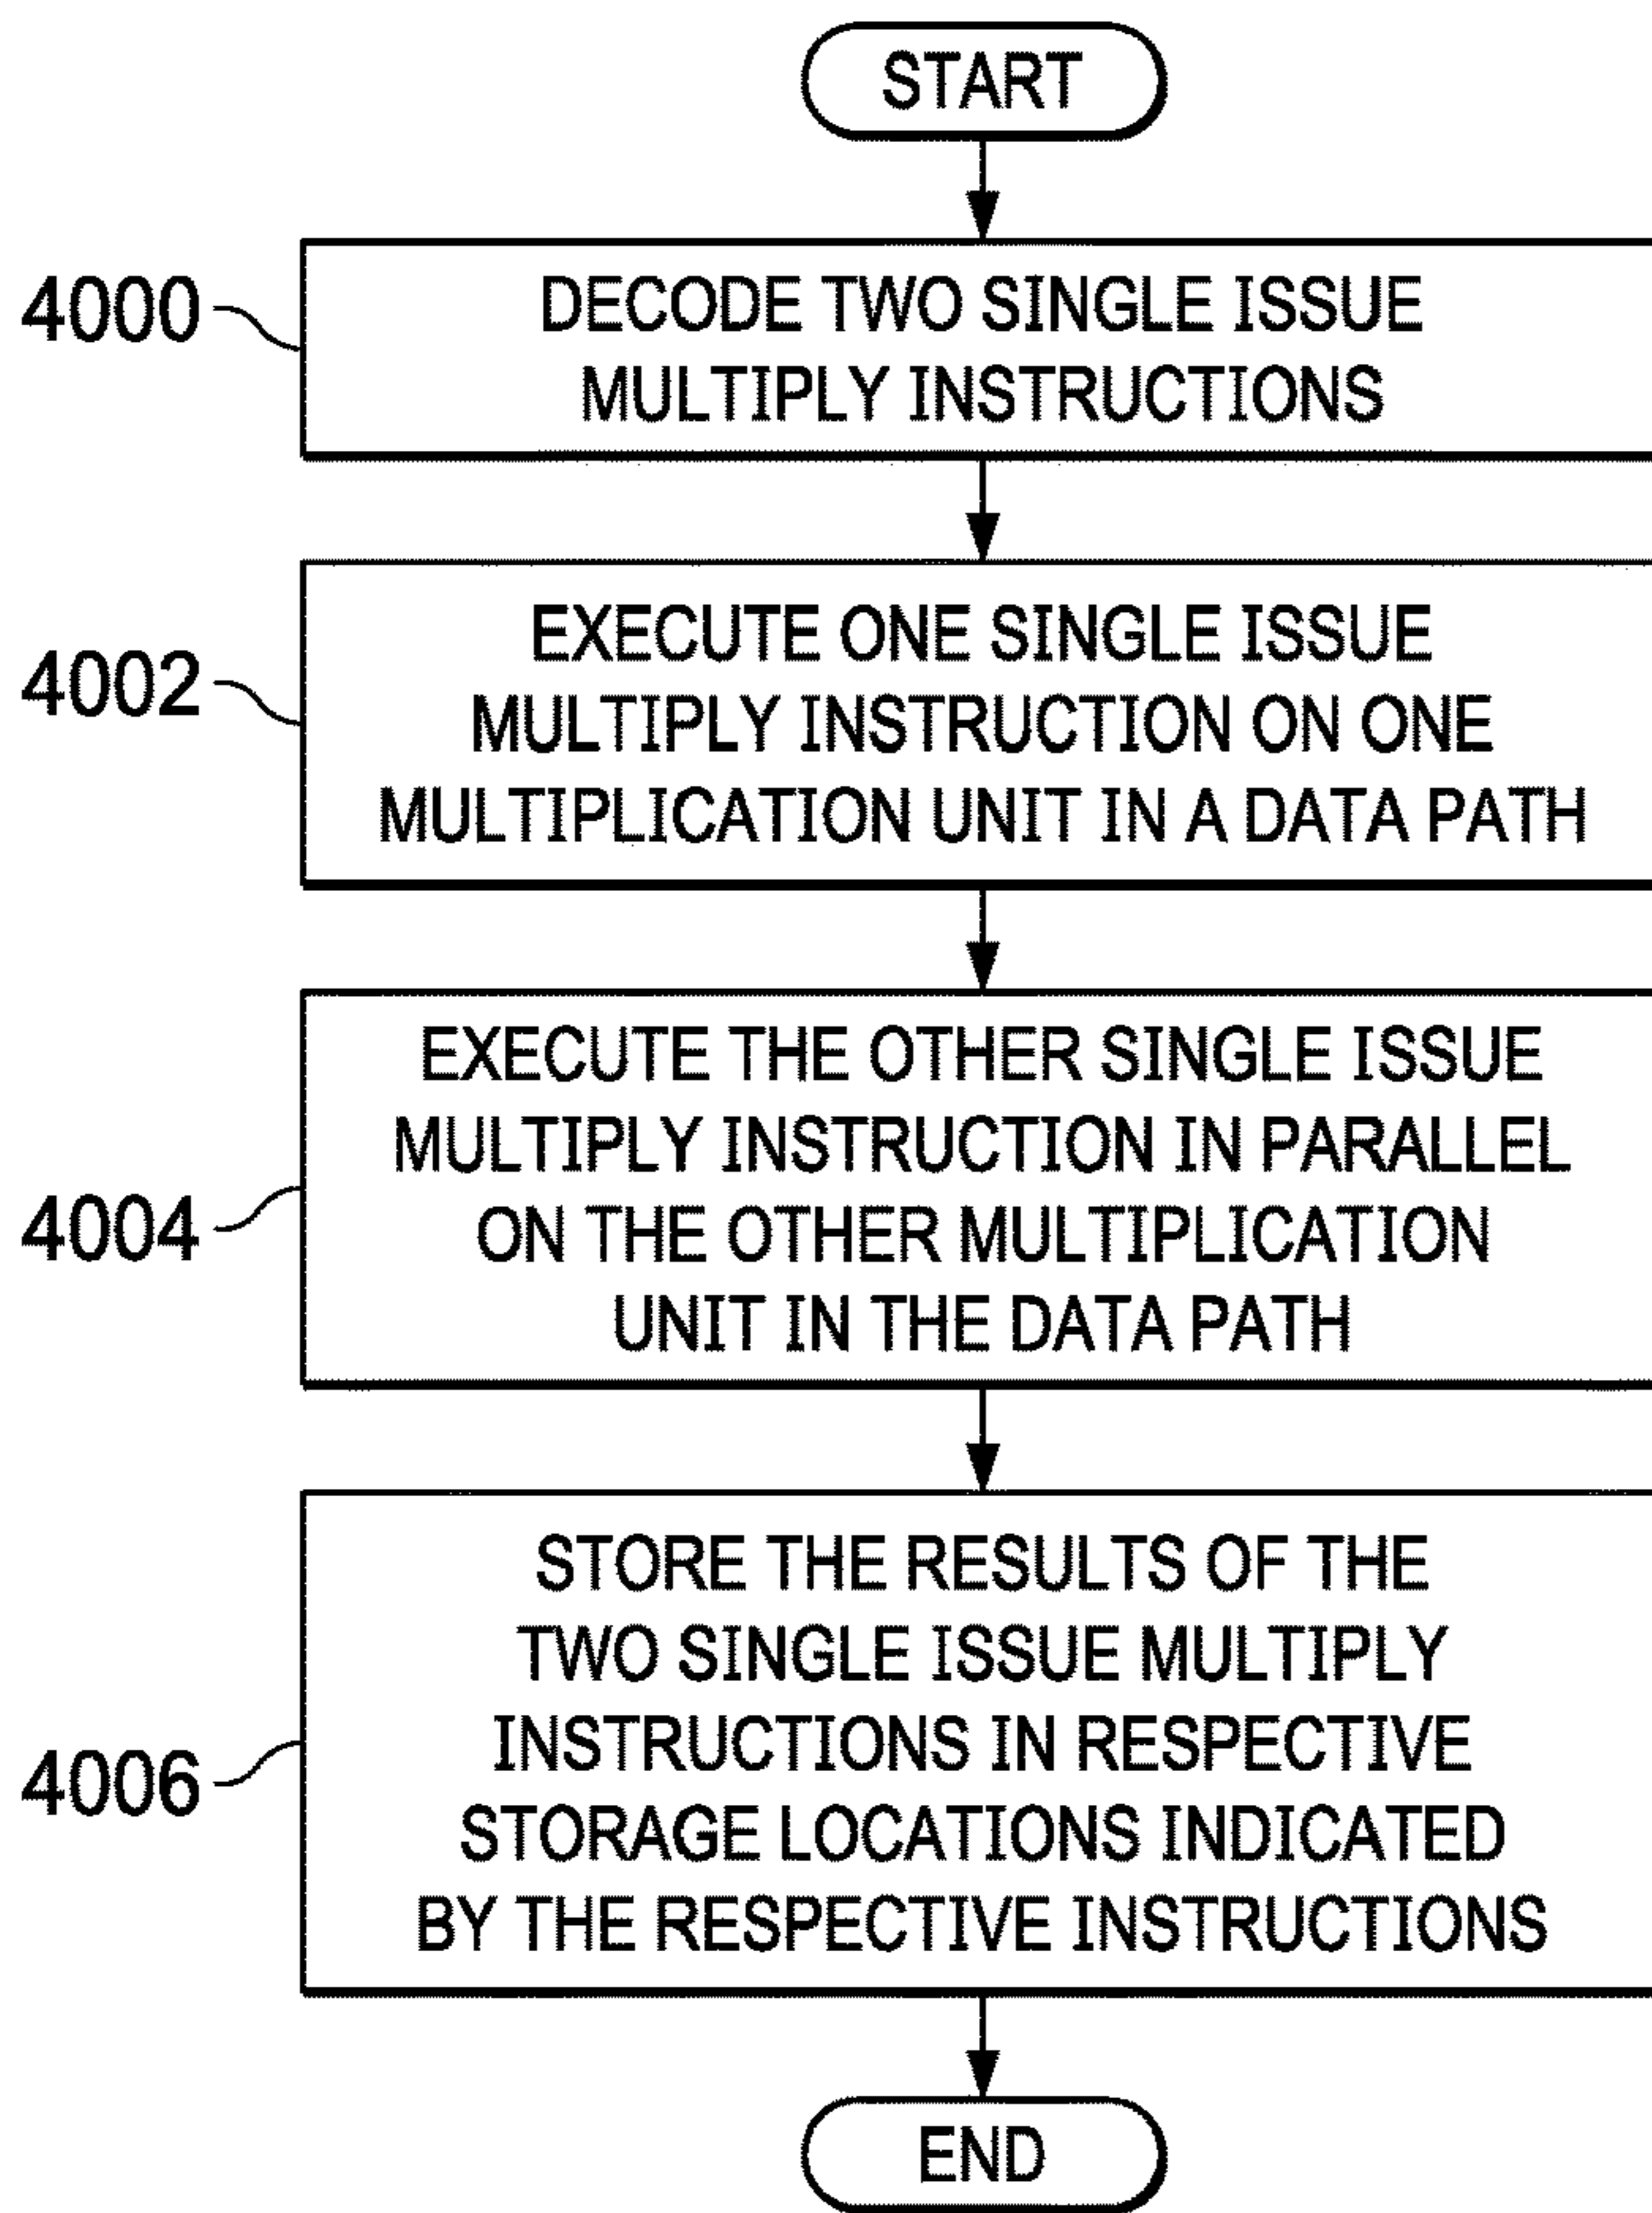 START
4000
DECODE TWO SINGLE ISSUE
MULTIPLY INSTRUCTIONS
4002
EXECUTE ONE SINGLE ISSUE
MULTIPLY INSTRUCTION ON ONE
MULTIPLICATION UNIT IN A DATA PATH
4004
EXECUTE THE OTHER SINGLE ISSUE
MULTIPLY INSTRUCTION IN PARALLEL
ON THE OTHER MULTIPLICATION
UNIT IN THE DATA PATH
4006
STORE THE RESULTS OF THE
TWO SINGLE ISSUE MULTIPLY
INSTRUCTIONS IN RESPECTIVE
STORAGE LOCATIONS INDICATED
BY THE RESPECTIVE INSTRUCTIONS
END